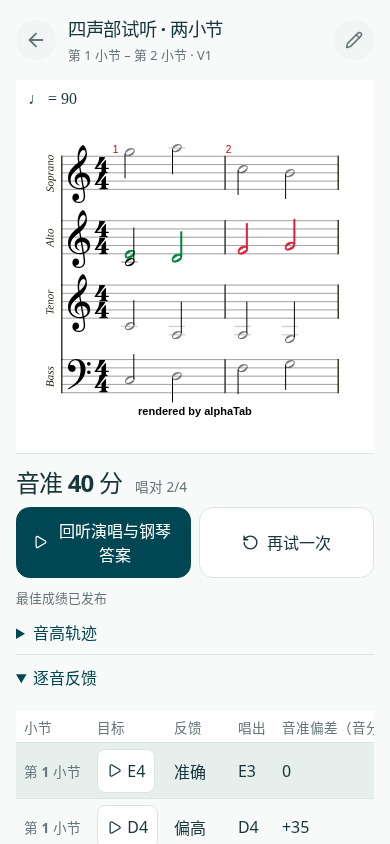 四声部试听 · 两小节
第 1 小节 – 第 2 小节 · V1
♩ = 90
1
2
Soprano
Alto
Tenor
Bass
rendered by alphaTab
音准 40 分 唱对 2/4
回听演唱与钢琴
答案
再试一次
最佳成绩已发布
音高轨迹
逐音反馈
小节 目标 反馈 唱出 音准偏差（音分
第 1 小节 E4 准确 E3 0
第 1 小节 D4 偏高 D4 +35